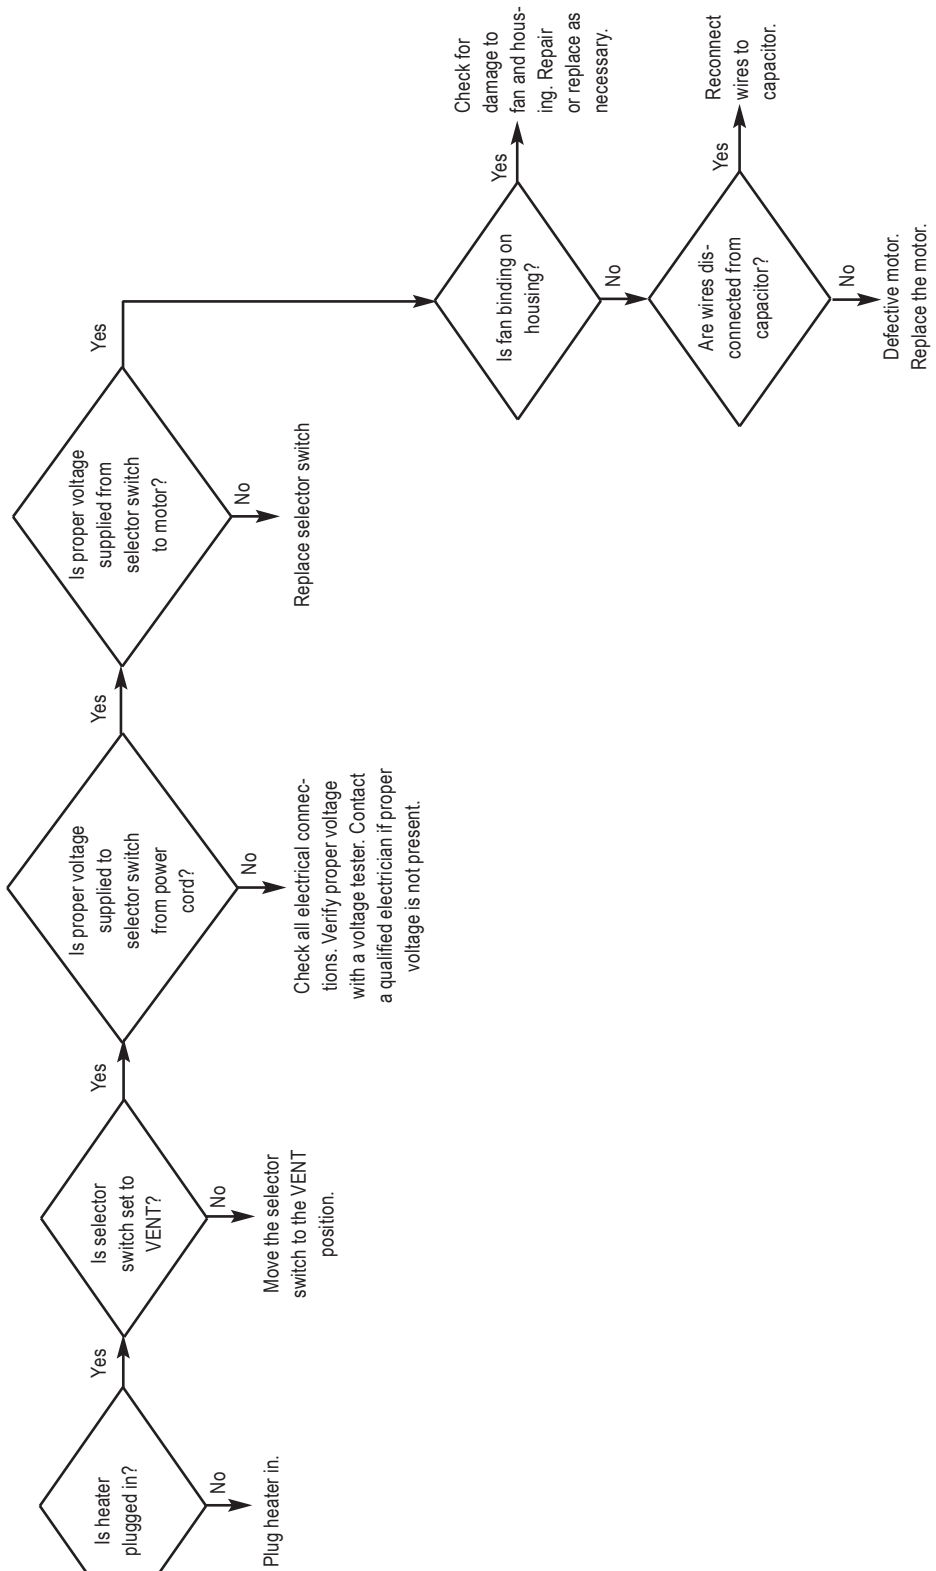 Is heater
plugged in?
No
Plug heater in.
Yes
Is selector
switch set to
VENT?
No
Move the selector
switch to the VENT
position.
Yes
Is proper voltage
supplied to
selector switch
from power
cord?
No
Check all electrical connec-
tions. Verify proper voltage
with a voltage tester. Contact
a qualified electrician if proper
voltage is not present.
Yes
Is proper voltage
supplied from
selector switch
to motor?
No
Replace selector switch
Yes
Is fan binding on
housing?
Yes
Check for
damage to
fan and hous-
ing. Repair
or replace as
necessary.
No
Are wires dis-
connected from
capacitor?
Yes
Reconnect
wires to
capacitor.
No
Defective motor.
Replace the motor.